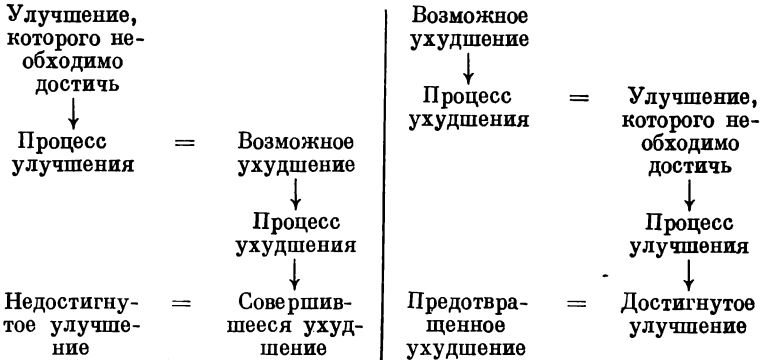 Улучшение,
которого не-
обходимо
достичь
Процесс = Возможное
улучшения ухудшение
Процесс
ухудшения
Недостигну- = Совершив-
тое улучше- шееся ухуд-
ние шение
Возможное
ухудшение
Процесс = Улучшение,
ухудшения которого не-
обходимо
достичь
Процесс
улучшения
Предотвра- = Достигнутое
щенное улучшение
ухудшение